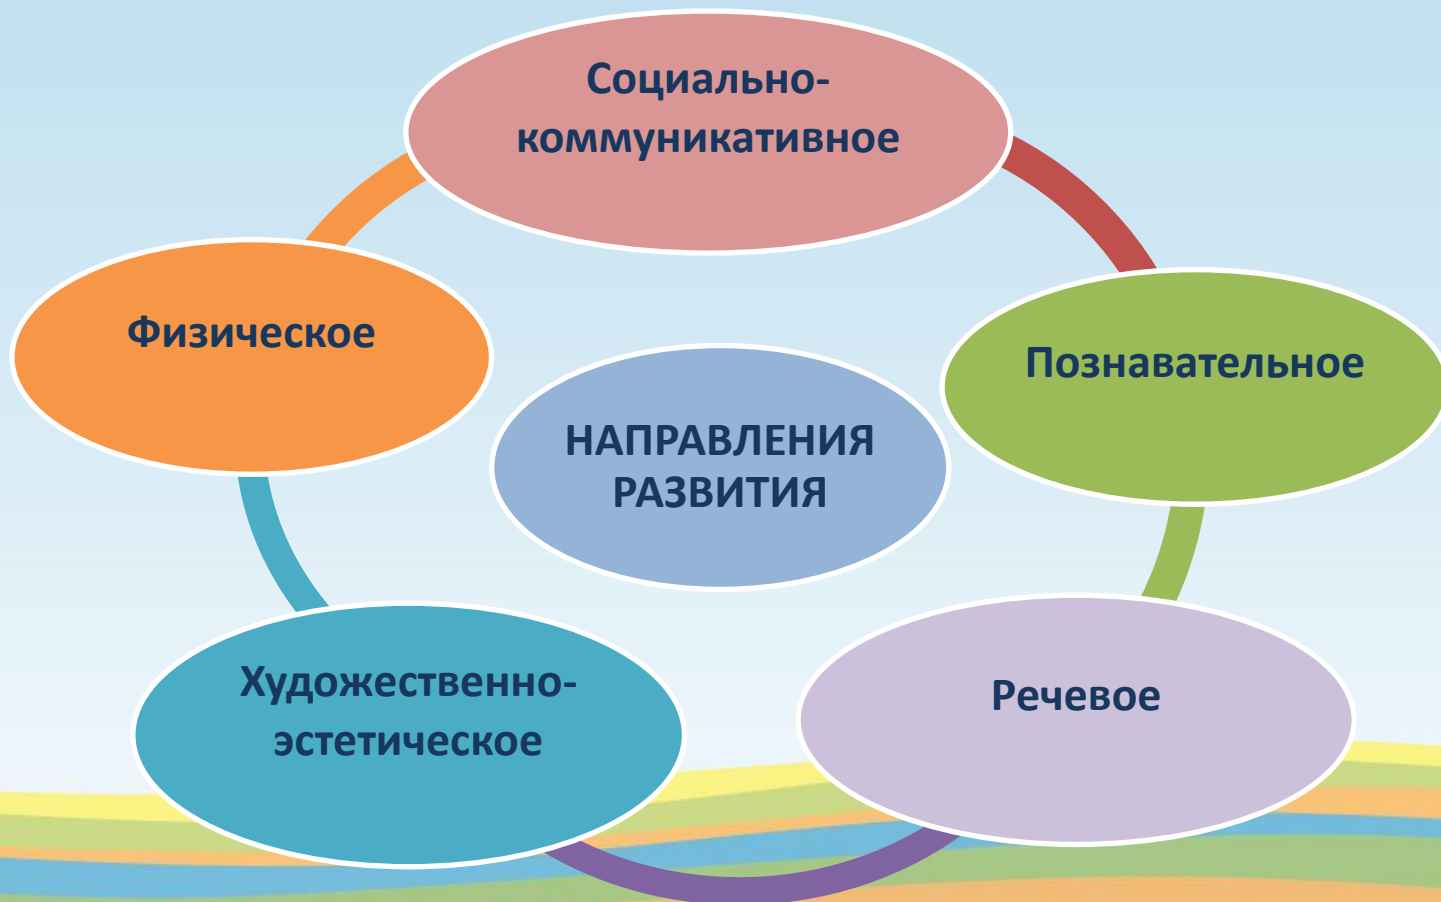 Социально-
коммуникативное
Физическое
Познавательное
НАПРАВЛЕНИЯ
РАЗВИТИЯ
Художественно-
эстетическое
Речевое